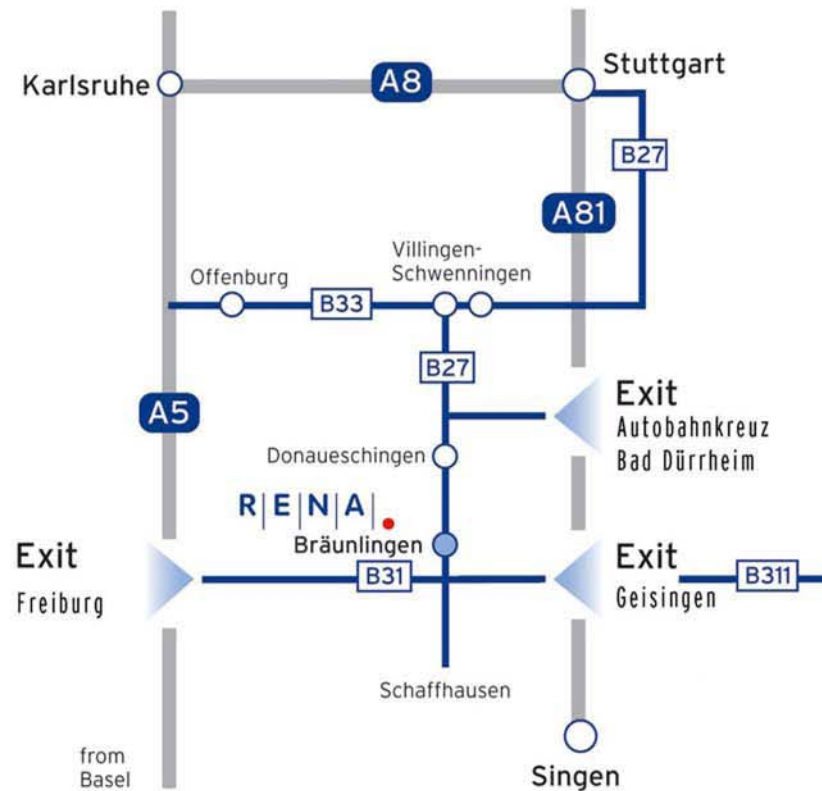 Karlsruhe
A8
Stuttgart
B27
A81
Villingen-
Schwenningen
Offenburg
B33
B27
A5
Exit
Autobahnkreuz
Bad Dürrheim
Donaueschingen
R|E|N|A|.
Bräunlingen
Exit
Freiburg
B31
Exit
Geisingen
B311
Schaffhausen
from
Basel
Singen